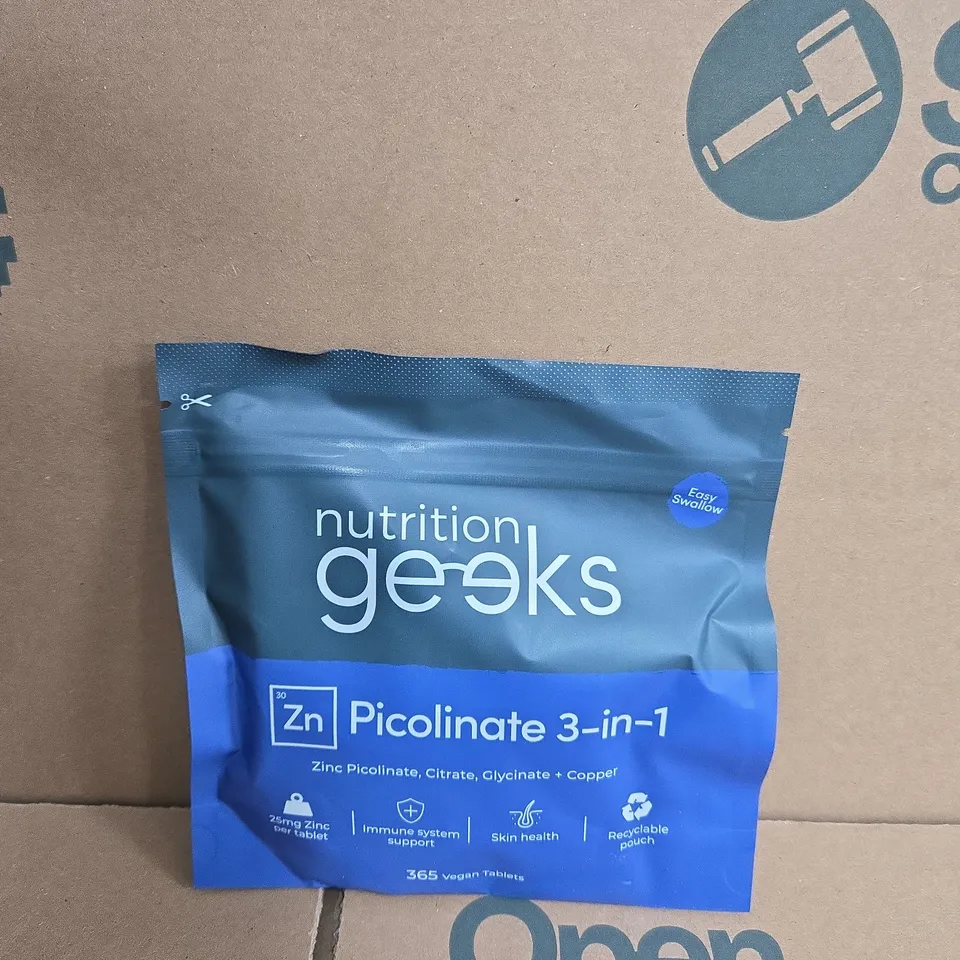 Easy
Swallow
nutrition
geeks
30
Zn
Picolinate 3-in-1
Zinc Picolinate, Citrate, Glycinate + Copper
25mg Zinc
per tablet
Immune system
support
Skin health
Recyclable
pouch
365 Vegan Tablets
Open